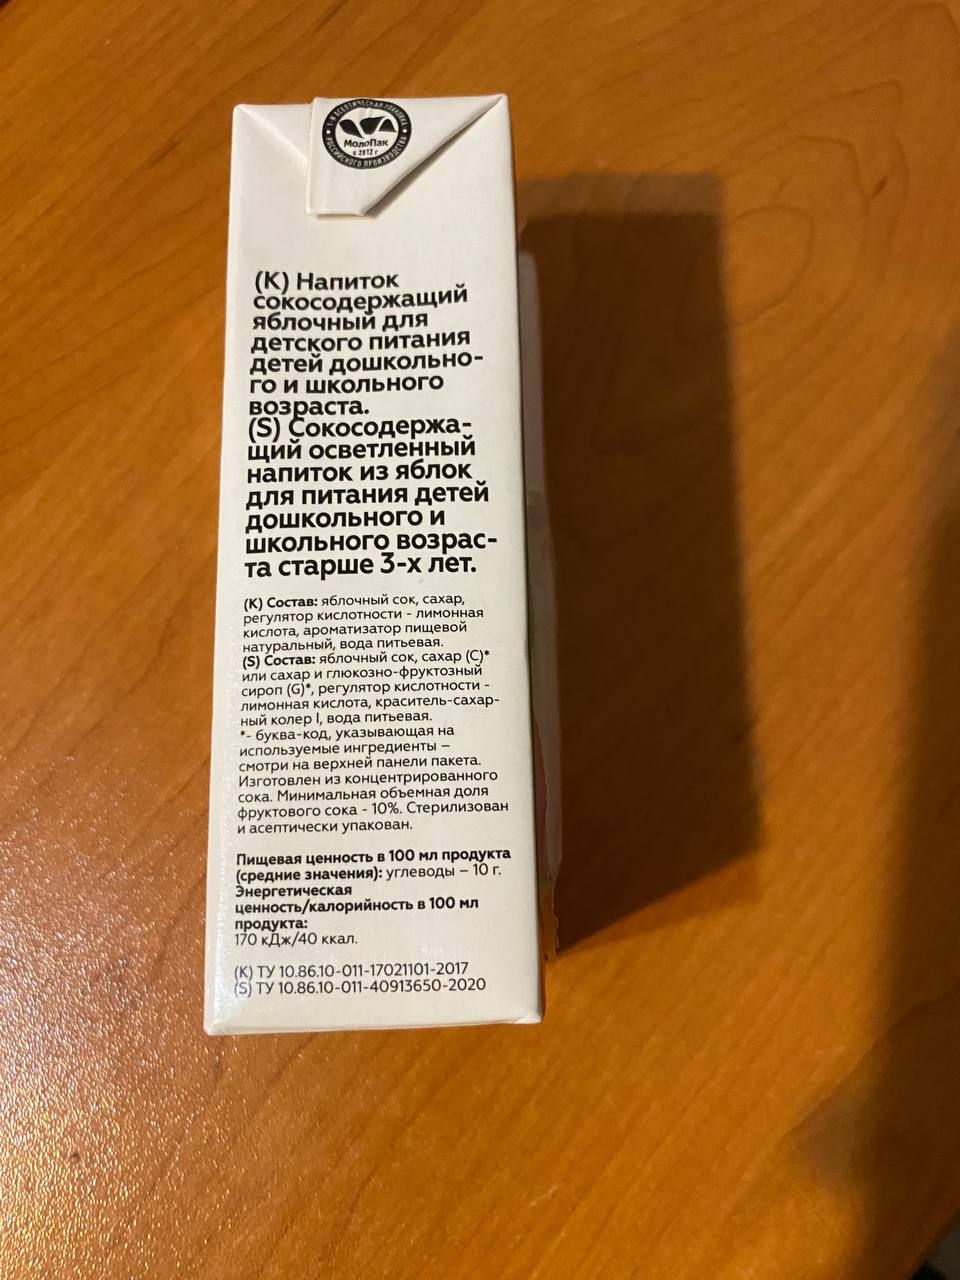 1-я АСЕПТИЧЕСКАЯ УПАКОВКА
МолоПак
с 2012 г
РОССИЙСКОГО ПРОИЗВОДСТВА
(K) Напиток
сокосодержащий
яблочный для
детского питания
детей дошкольно-
го и школьного
возраста.
(S) Сокосодержа-
щий осветленный
напиток из яблок
для питания детей
дошкольного и
школьного возрас-
та старше 3-х лет.
(K) Состав: яблочный сок, сахар,
регулятор кислотности - лимонная
кислота, ароматизатор пищевой
натуральный, вода питьевая.
(S) Состав: яблочный сок, сахар (C)*
или сахар и глюкозно-фруктозный
сироп (G)*, регулятор кислотности -
лимонная кислота, краситель-сахар-
ный колер I, вода питьевая.
*- буква-код, указывающая на
используемые ингредиенты –
смотри на верхней панели пакета.
Изготовлен из концентрированного
сока. Минимальная объемная доля
фруктового сока - 10%. Стерилизован
и асептически упакован.
Пищевая ценность в 100 мл продукта
(средние значения): углеводы – 10 г.
Энергетическая
ценность/калорийность в 100 мл
продукта:
170 кДж/40 ккал.
(K) ТУ 10.86.10-011-17021101-2017
(S) ТУ 10.86.10-011-40913650-2020